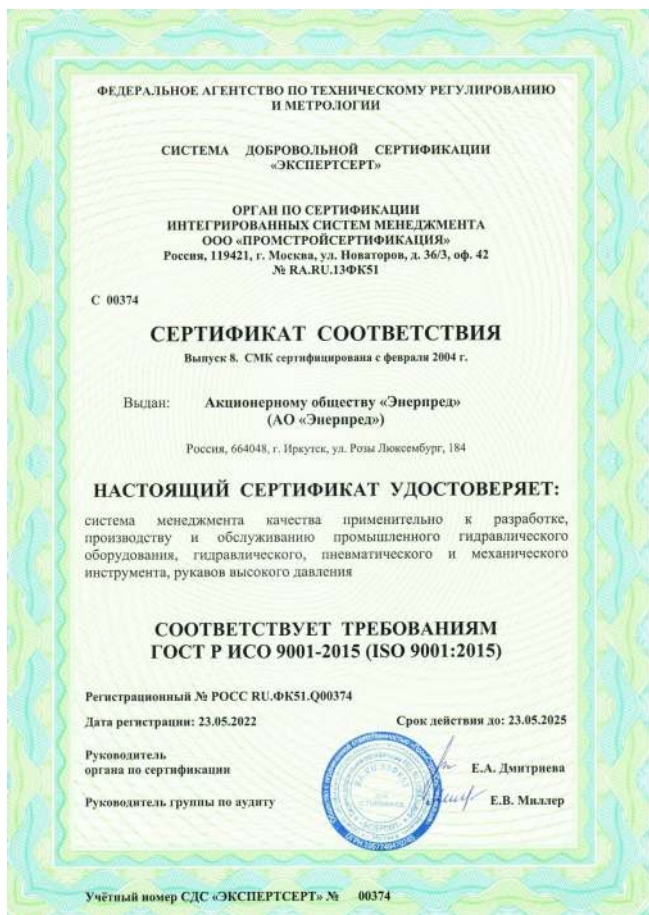 ФЕДЕРАЛЬНОЕ АГЕНТСТВО ПО ТЕХНИЧЕСКОМУ РЕГУЛИРОВАНИЮ
И МЕТРОЛОГИИ
СИСТЕМА ДОБРОВОЛЬНОЙ СЕРТИФИКАЦИИ
«ЭКСПЕРТСЕРТ»
ОРГАН ПО СЕРТИФИКАЦИИ
ИНТЕГРИРОВАННЫХ СИСТЕМ МЕНЕДЖМЕНТА
ООО «ПРОМСТРОЙСЕРТИФИКАЦИЯ»
Россия, 119421, г. Москва, ул. Новаторов, д. 36/3, оф. 42
№ RA.RU.13ФК51
С 00374
СЕРТИФИКАТ СООТВЕТСТВИЯ
Выпуск 8. СМК сертифицирована с февраля 2004 г.
Выдан: Акционерному обществу «Энерпред»
(АО «Энерпред»)
Россия, 664048, г. Иркутск, ул. Розы Люксембург, 184
НАСТОЯЩИЙ СЕРТИФИКАТ УДОСТОВЕРЯЕТ:
система менеджмента качества применительно к разработке,
производству и обслуживанию промышленного гидравлического
оборудования, гидравлического, пневматического и механического
инструмента, рукавов высокого давления
СООТВЕТСТВУЕТ ТРЕБОВАНИЯМ
ГОСТ Р ИСО 9001-2015 (ISO 9001:2015)
Регистрационный № РОСС RU.ФК51.Q00374
Дата регистрации: 23.05.2022 Срок действия до: 23.05.2025
Руководитель
органа по сертификации Е.А. Дмитриева
Руководитель группы по аудиту Е.В. Миллер
Учётный номер СДС «ЭКСПЕРТСЕРТ» № 00374